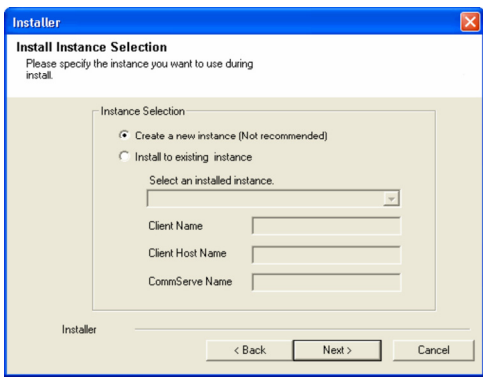 Installer
Install Instance Selection
Please specify the instance you want to use during
install.
Instance Selection
Create a new instance (Not recommended)
Install to existing instance
Select an installed instance.
Client Name
Client Host Name
CommServe Name
Installer
< Back
Next >
Cancel